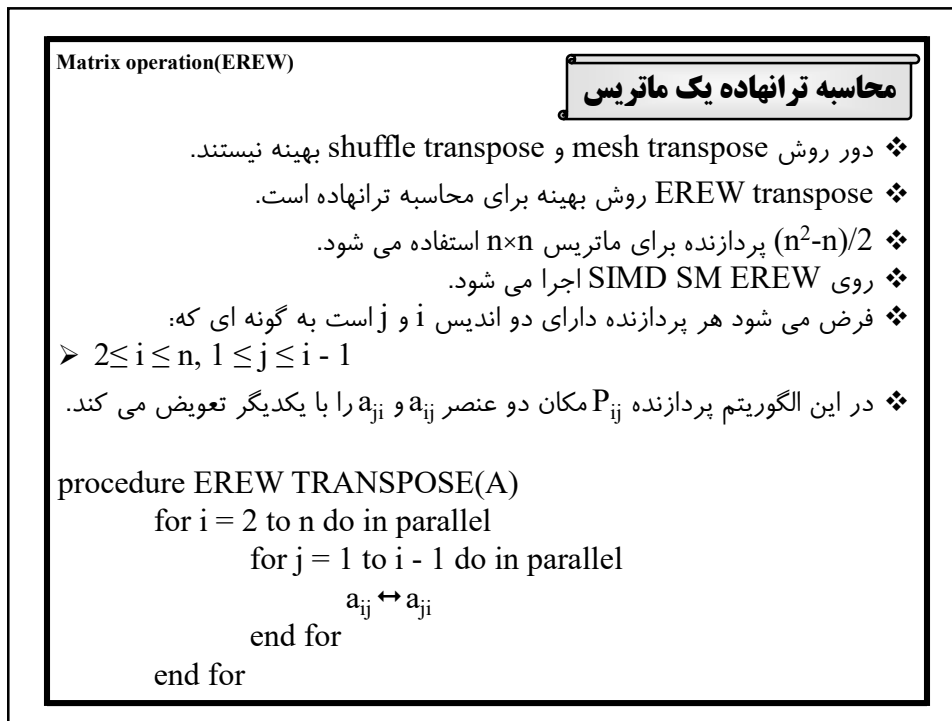 Matrix operation(EREW)
محاسبه ترانهاده یک ماتریس
❖ دور روش mesh transpose و shuffle transpose بهینه نیستند.
❖ EREW transpose روش بهینه برای محاسبه ترانهاده است.
❖ (n²-n)/2 پردازنده برای ماتریس n×n استفاده می شود.
❖ روی SIMD SM EREW اجرا می شود.
❖ فرض می شود هر پردازنده دارای دو اندیس i و j است به گونه ای که:
➢ 2≤ i ≤ n, 1 ≤ j ≤ i - 1
❖ در این الگوریتم پردازنده Pᵢⱼ مکان دو عنصر aᵢⱼ و aⱼᵢ را با یکدیگر تعویض می کند.
procedure EREW TRANSPOSE(A)
for i = 2 to n do in parallel
for j = 1 to i - 1 do in parallel
aᵢⱼ ↔ aⱼᵢ
end for
end for